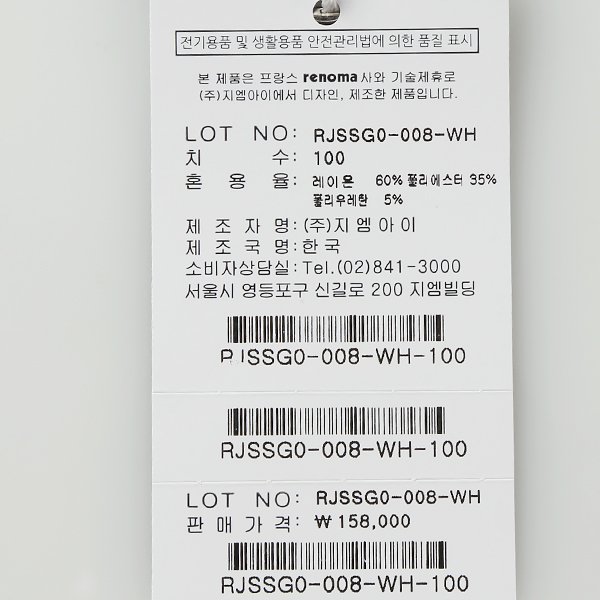 전기용품 및 생활용품 안전관리법에 의한 품질 표시
본 제품은 프랑스 renoma 사와 기술제휴로
(주)지엠아이에서 디자인, 제조한 제품입니다.
LOT NO: RJSSG0-008-WH
치 수: 100
혼 용 율: 레이온 60% 폴리에스터 35%
폴리우레탄 5%
제 조 자 명: (주)지엠아이
제 조 국 명: 한국
소비자상담실: Tel.(02)841-3000
서울시 영등포구 신길로 200 지엠빌딩
RJSSG0-008-WH-100
RJSSG0-008-WH-100
LOT NO: RJSSG0-008-WH
판 매 가 격: ₩158,000
RJSSG0-008-WH-100